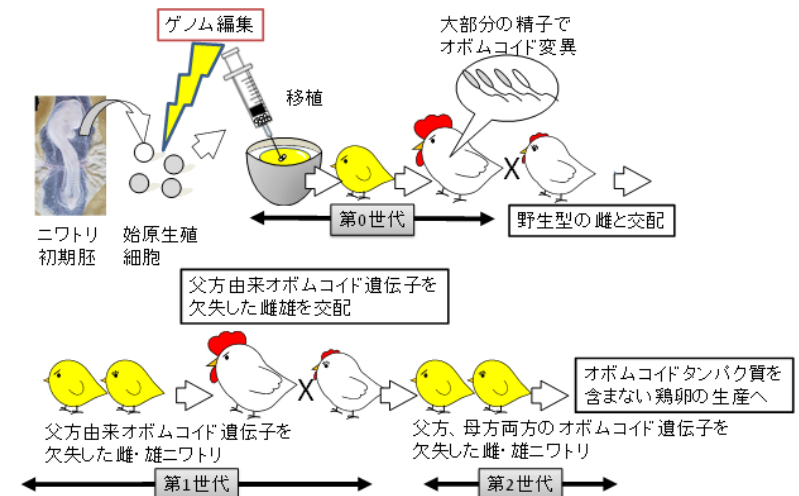 ゲノム編集
大部分の精子で
オボムコイド変異
移植
X
第0世代
野生型の雌と交配
ニワトリ
初期胚
始原生殖
細胞
父方由来オボムコイド遺伝子を
欠失した雌雄を交配
X
オボムコイドタンパク質を
含まない鶏卵の生産へ
父方由来オボムコイド遺伝子を
欠失した雌・雄ニワトリ
父方、母方両方のオボムコイド遺伝子を
欠失した雌・雄ニワトリ
第1世代
第2世代